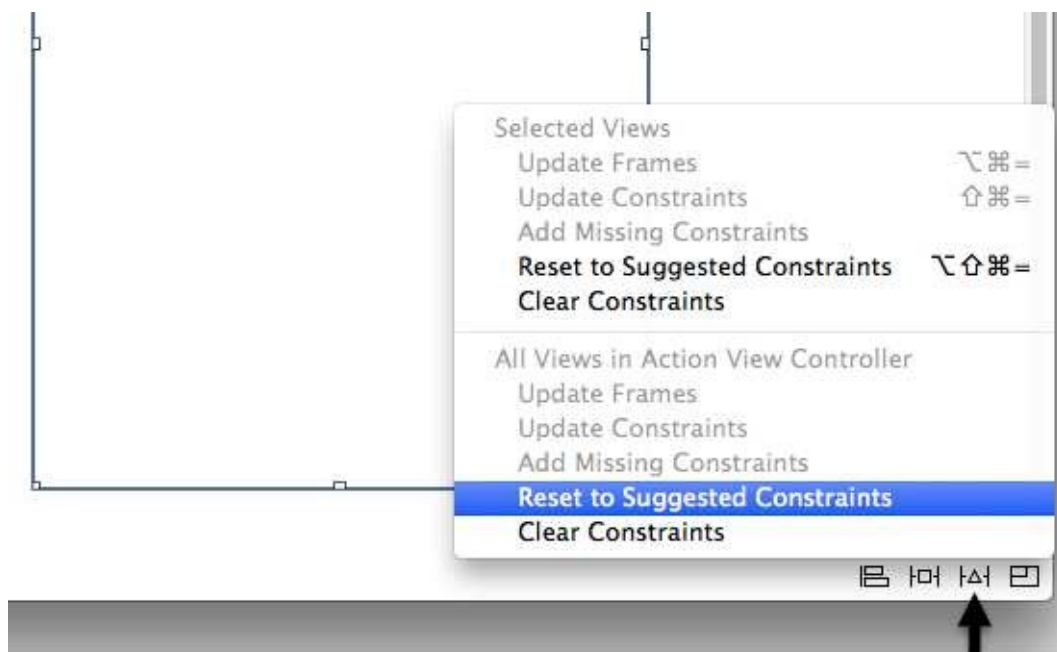 Selected Views
Update Frames ⌥⌘=
Update Constraints ⇧⌘=
Add Missing Constraints
Reset to Suggested Constraints ⌥⇧⌘=
Clear Constraints
All Views in Action View Controller
Update Frames
Update Constraints
Add Missing Constraints
Reset to Suggested Constraints
Clear Constraints